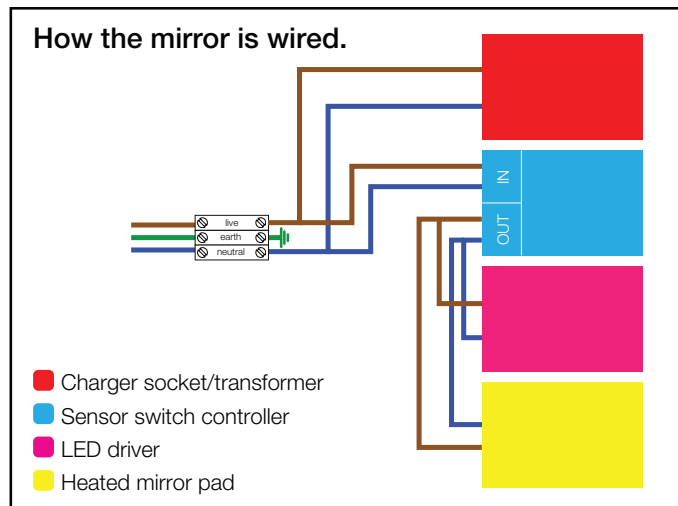 How the mirror is wired.
live
earth
neutral
IN
OUT
Charger socket/transformer
Sensor switch controller
LED driver
Heated mirror pad